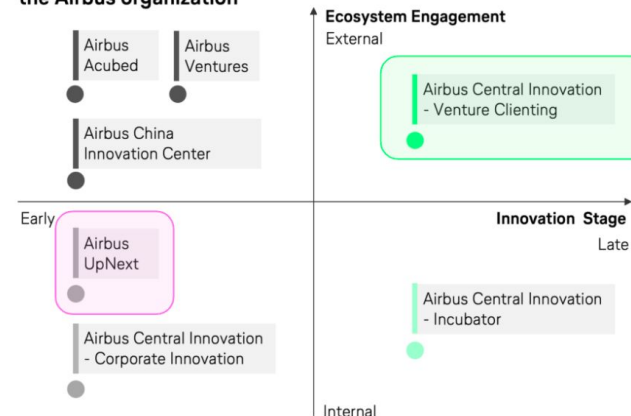 the Airbus organization
Ecosystem Engagement
External
Airbus
Acubed
Airbus
Ventures
Airbus Central Innovation
- Venture Clienting
Airbus China
Innovation Center
Early
Innovation Stage
Late
Airbus
UpNext
Airbus Central Innovation
- Incubator
Airbus Central Innovation
- Corporate Innovation
Internal